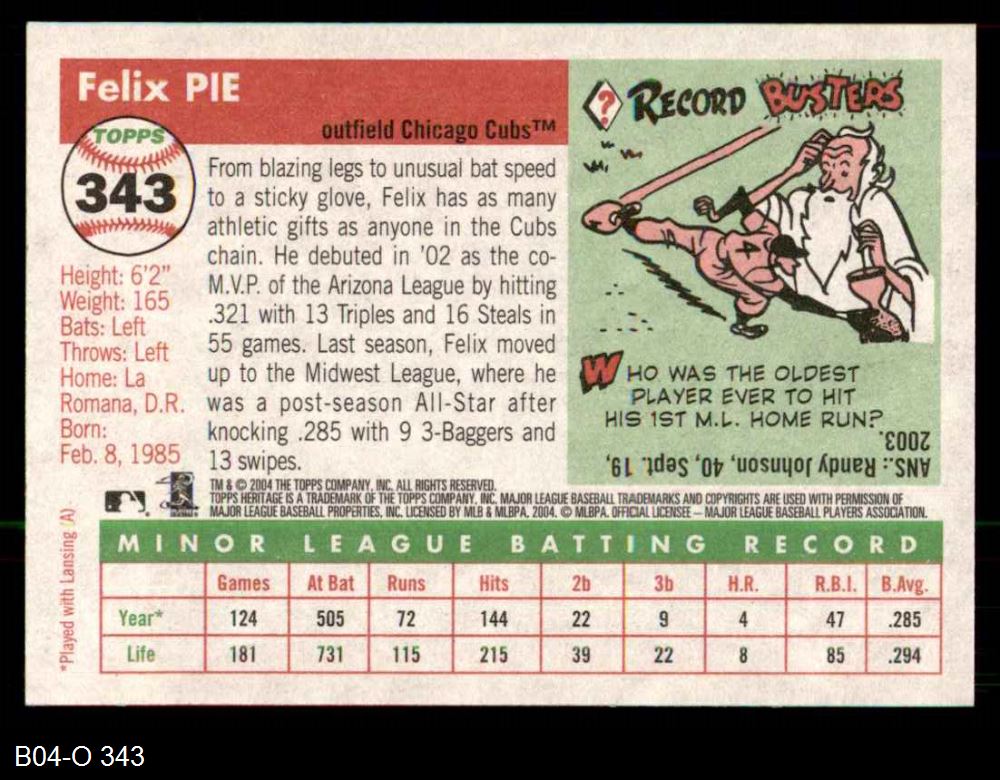 Felix PIE
outfield Chicago Cubs™
TOPPS
343
Height: 6'2"
Weight: 165
Bats: Left
Throws: Left
Home: La
Romana, D.R.
Born:
Feb. 8, 1985
From blazing legs to unusual bat speed
to a sticky glove, Felix has as many
athletic gifts as anyone in the Cubs
chain. He debuted in '02 as the co-
M.V.P. of the Arizona League by hitting
.321 with 13 Triples and 16 Steals in
55 games. Last season, Felix moved
up to the Midwest League, where he
was a post-season All-Star after
knocking .285 with 9 3-Baggers and
13 swipes.
? RECORD BUSTERS
4
WHO WAS THE OLDEST
PLAYER EVER TO HIT
HIS 1ST M.L. HOME RUN?
ANS.: Randy Johnson, 40, Sept. 19,
2003.
TM & © 2004 THE TOPPS COMPANY, INC. ALL RIGHTS RESERVED.
TOPPS HERITAGE IS A TRADEMARK OF THE TOPPS COMPANY, INC. MAJOR LEAGUE BASEBALL TRADEMARKS AND COPYRIGHTS ARE USED WITH PERMISSION OF
MAJOR LEAGUE BASEBALL PROPERTIES, INC. LICENSED BY MLB & MLBPA, 2004. © MLBPA. OFFICIAL LICENSEE – MAJOR LEAGUE BASEBALL PLAYERS ASSOCIATION.
*Played with Lansing (A)
MINOR LEAGUE BATTING RECORD
Games At Bat Runs Hits 2b 3b H.R. R.B.I. B.Avg.
Year* 124 505 72 144 22 9 4 47 .285
Life 181 731 115 215 39 22 8 85 .294
B04-O 343